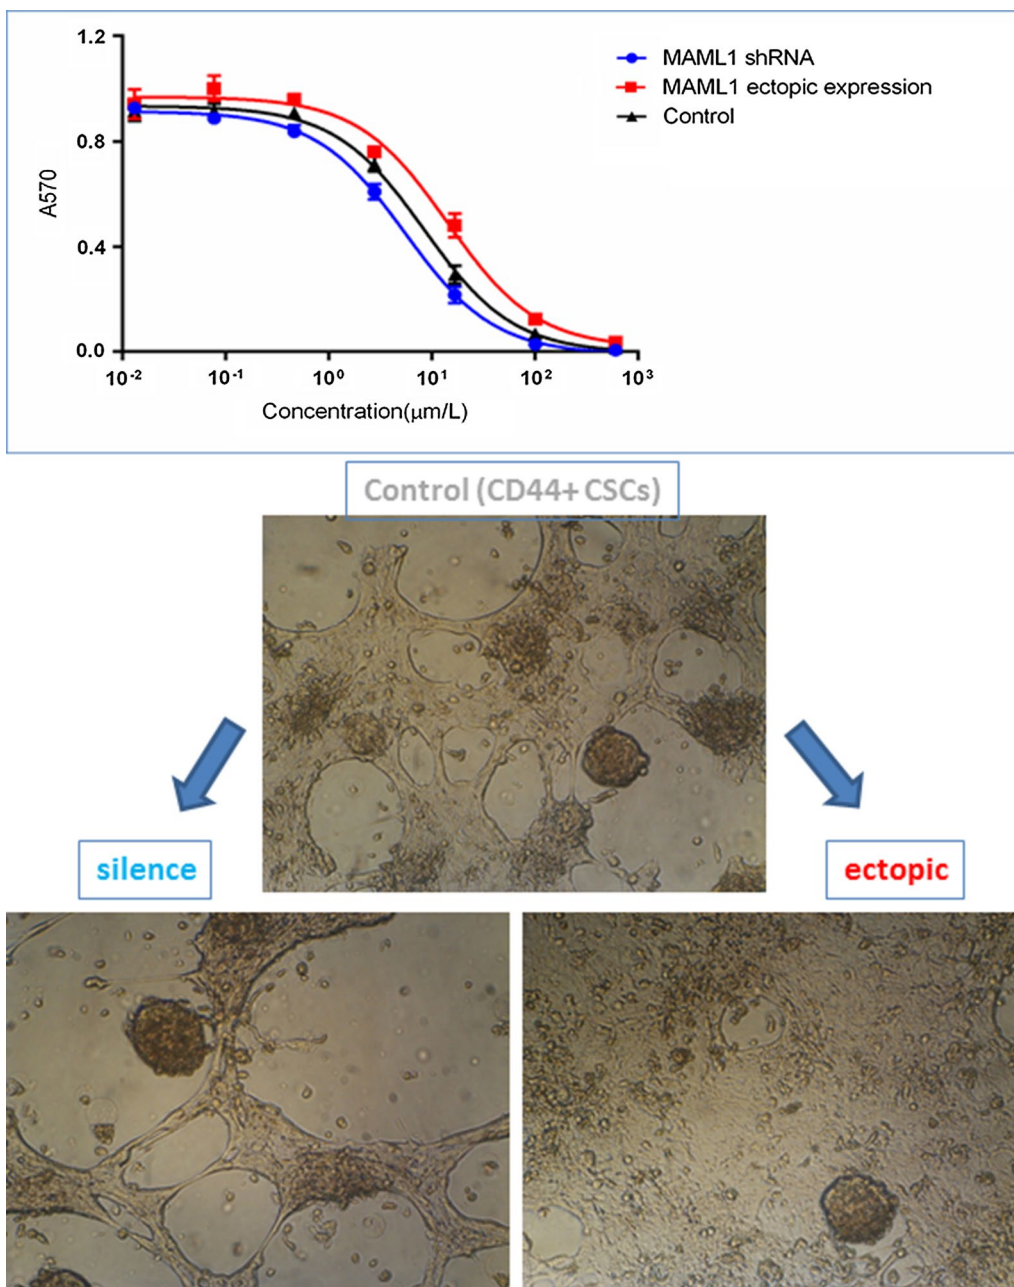 1.2
0.8
0.4
0.0
A570
10-2
10-1
100
101
102
103
Concentration(μm/L)
MAML1 shRNA
MAML1 ectopic expression
Control
Control (CD44+ CSCs)
silence
ectopic